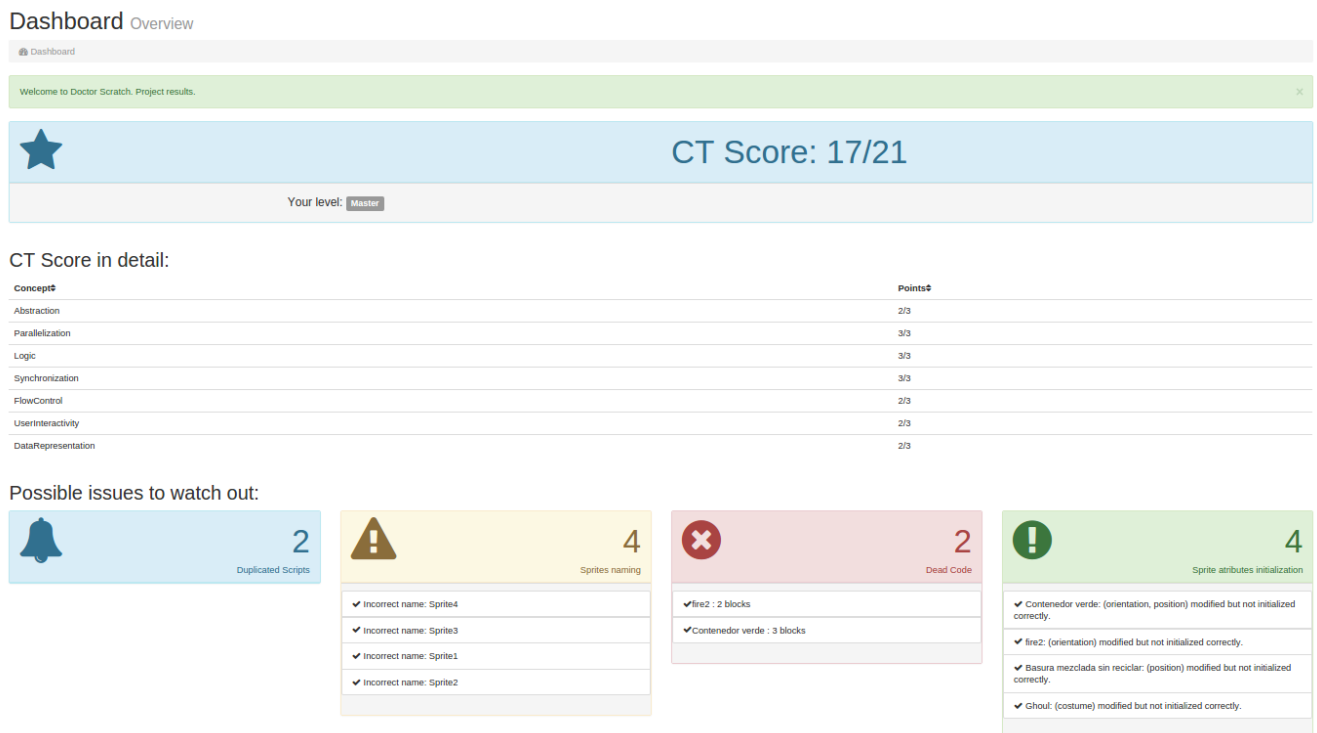 Dashboard Overview
Dashboard
Welcome to Doctor Scratch. Project results.
×
CT Score: 17/21
Your level: Master
CT Score in detail:
Concept Points
Abstraction 2/3
Parallelization 3/3
Logic 3/3
Synchronization 3/3
FlowControl 2/3
UserInteractivity 2/3
DataRepresentation 2/3
Possible issues to watch out:
2
Duplicated Scripts
4
Sprites naming
Incorrect name: Sprite4
Incorrect name: Sprite3
Incorrect name: Sprite1
Incorrect name: Sprite2
2
Dead Code
fire2 : 2 blocks
Contenedor verde : 3 blocks
4
Sprite atributes initialization
Contenedor verde: (orientation, position) modified but not initialized
correctly.
fire2: (orientation) modified but not initialized correctly.
Basura mezclada sin reciclar: (position) modified but not initialized
correctly.
Ghoul: (costume) modified but not initialized correctly.